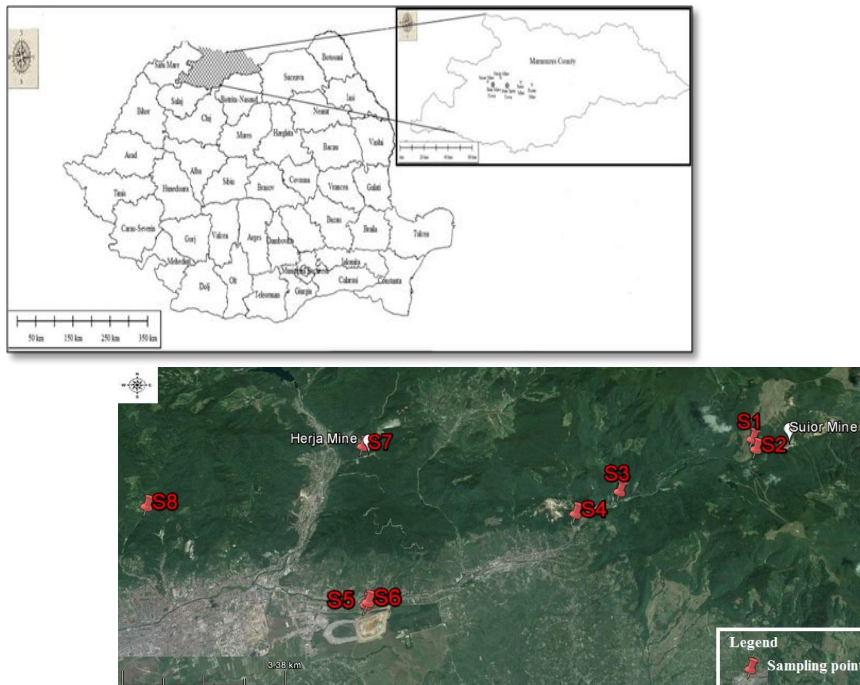 Satu Mare
Botosani
Suceava
Salaj
Bistrita-Nasaud
Iasi
Bihor
Cluj
Neamt
Mures
Harghita
Bacau
Vaslui
Arad
Alba
Timis
Hunedoara
Sibiu
Brasov
Covasna
Vrancea
Galati
Caras-Severin
Gorj
Valcea
Arges
Dambovita
Buzau
Braila
Tulcea
Mehedinti
Ialomita
Dolj
Olt
Teleorman
Giurgiu
Calarasi
Constanta
50 km
150 km
250 km
350 km
Maramures County
Herja Mine
S7
S1
Suior Mine
S2
S3
S4
S8
S5
S6
3.38 km
Legend
Sampling point